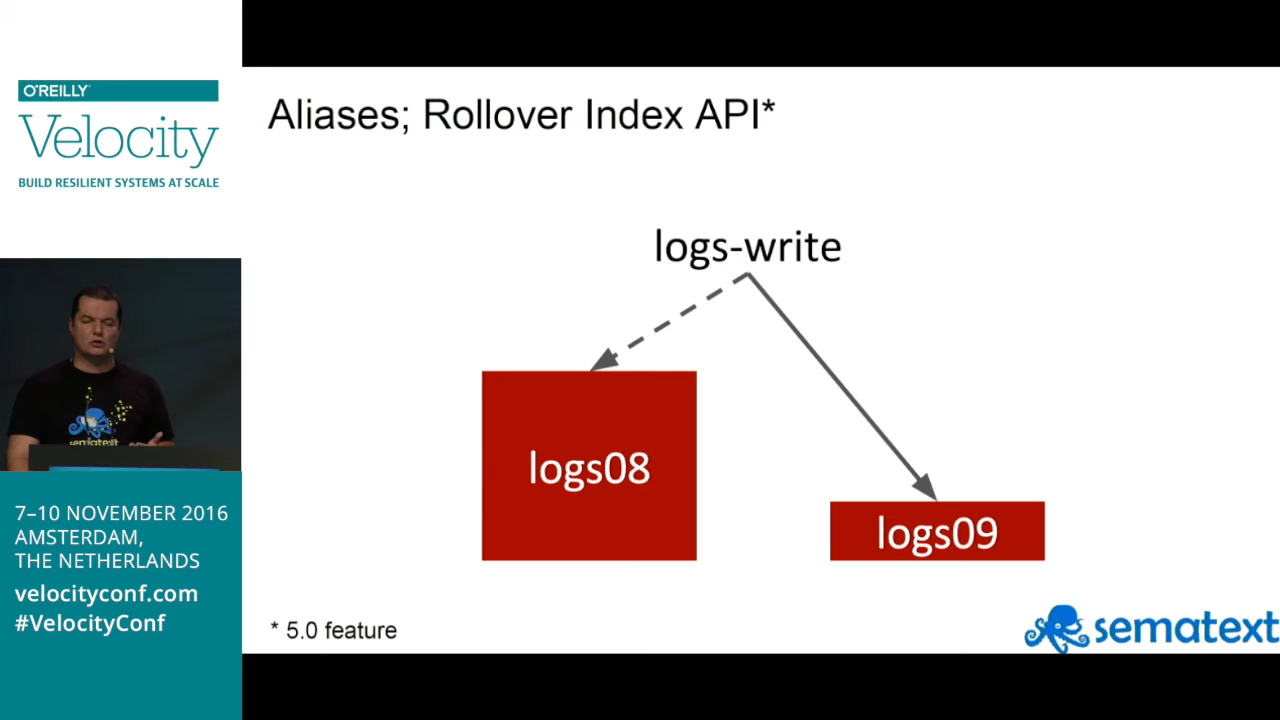 O'REILLY
Velocity
BUILD RESILIENT SYSTEMS AT SCALE
Aliases; Rollover Index API*
logs-write
logs08
logs09
sematext
7–10 NOVEMBER 2016
AMSTERDAM,
THE NETHERLANDS
velocityconf.com
#VelocityConf
* 5.0 feature
sematext